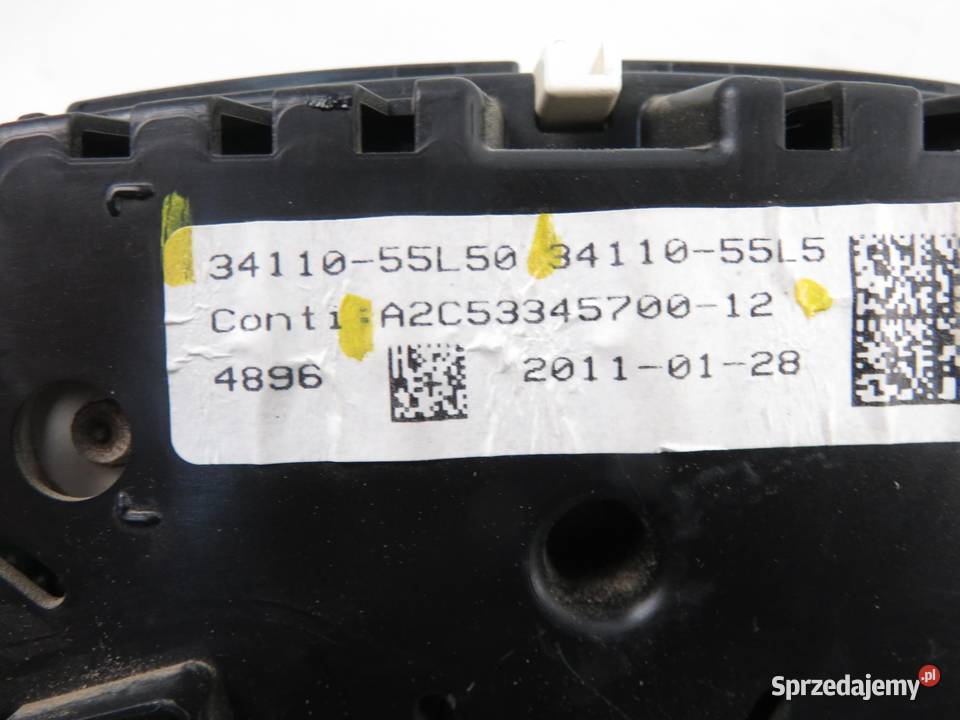 34110-55L50 34110-55L5
Conti:A2C53345700-12
4896 2011-01-28
Sprzedajemy.pl